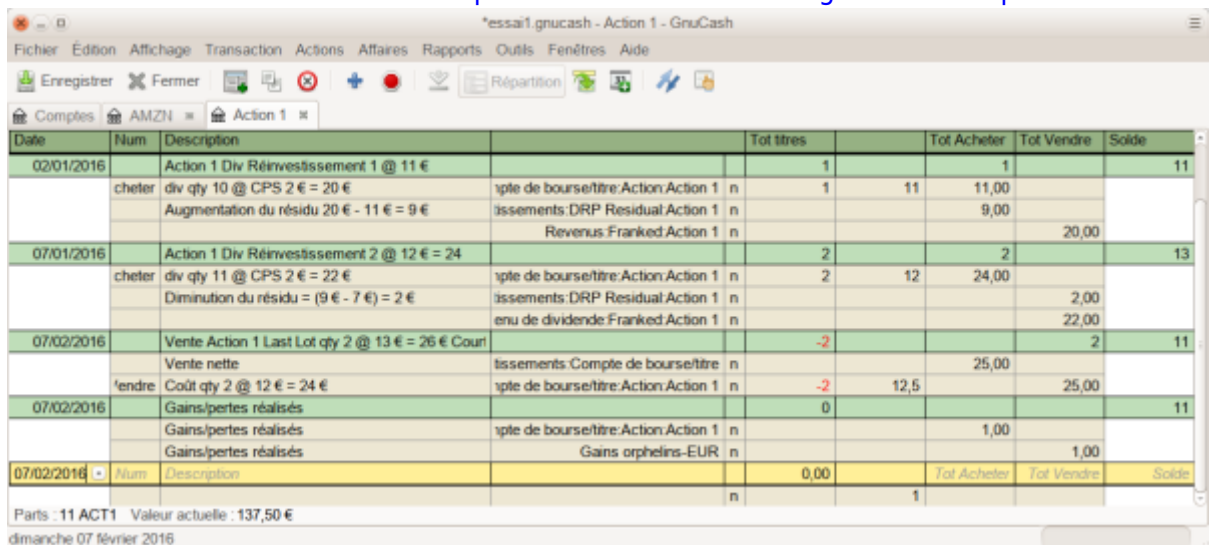 *essai1.gnucash - Action 1 - GnuCash
Fichier Édition Affichage Transaction Actions Affaires Rapports Outils Fenêtres Aide
Enregistrer Fermer Répartition
Comptes AMZN Action 1
Date Num Description Tot titres Tot Acheter Tot Vendre Solde
02/01/2016 Action 1 Div Réinvestissement 1 @ 11 € 1 1 11
cheter div qty 10 @ CPS 2 € = 20 € npte de bourse/titre:Action:Action 1 n 1 11 11,00
Augmentation du résidu 20 € - 11 € = 9 € tissements:DRP Residual:Action 1 n 9,00
Revenus:Franked:Action 1 n 20,00
07/01/2016 Action 1 Div Réinvestissement 2 @ 12 € = 24 2 2 13
cheter div qty 11 @ CPS 2 € = 22 € npte de bourse/titre:Action:Action 1 n 2 12 24,00
Diminution du résidu = (9 € - 7 €) = 2 € tissements:DRP Residual:Action 1 n 2,00
enu de dividende:Franked:Action 1 n 22,00
07/02/2016 Vente Action 1 Last Lot qty 2 @ 13 € = 26 € Court -2 2 11
Vente nette tissements:Compte de bourse/titre n 25,00
'endre Coût qty 2 @ 12 € = 24 € npte de bourse/titre:Action:Action 1 n -2 12,5 25,00
07/02/2016 Gains/pertes réalisés 0 11
Gains/pertes réalisés npte de bourse/titre:Action:Action 1 n 1,00
Gains/pertes réalisés Gains orphelins-EUR n 1,00
07/02/2016 Num Description 0,00 Tot Acheter Tot Vendre Solde
n 1
Parts : 11 ACT1 Valeur actuelle : 137,50 €
dimanche 07 février 2016